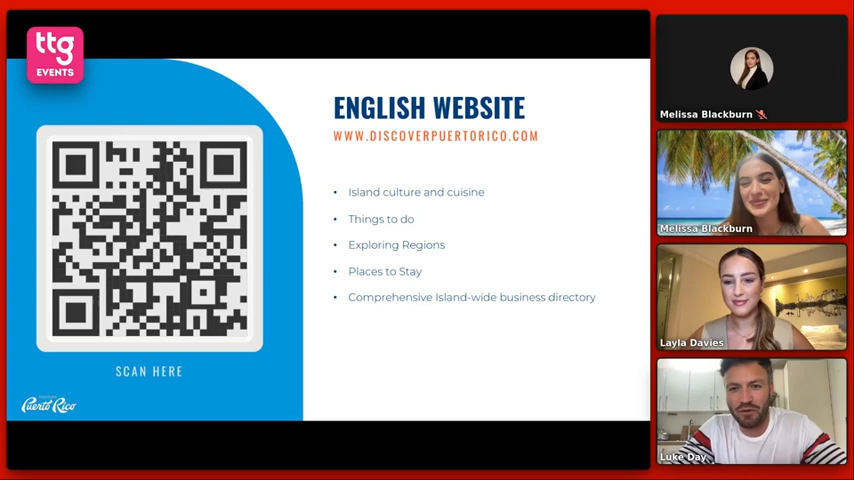 ttg
EVENTS
ENGLISH WEBSITE
WWW.DISCOVERPUERTORICO.COM
• Island culture and cuisine
• Things to do
• Exploring Regions
• Places to Stay
• Comprehensive Island-wide business directory
SCAN HERE
Puerto Rico
Melissa Blackburn
Melissa Blackburn
Layla Davies
Luke Day